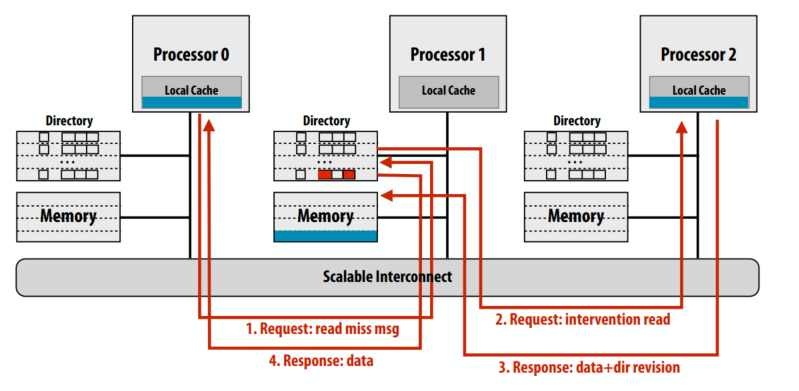 Processor 0
Processor 1
Processor 2
Local Cache
Local Cache
Local Cache
Directory
Directory
Directory
...
...
...
Memory
Memory
Memory
Scalable Interconnect
1. Request: read miss msg
2. Request: intervention read
4. Response: data
3. Response: data+dir revision